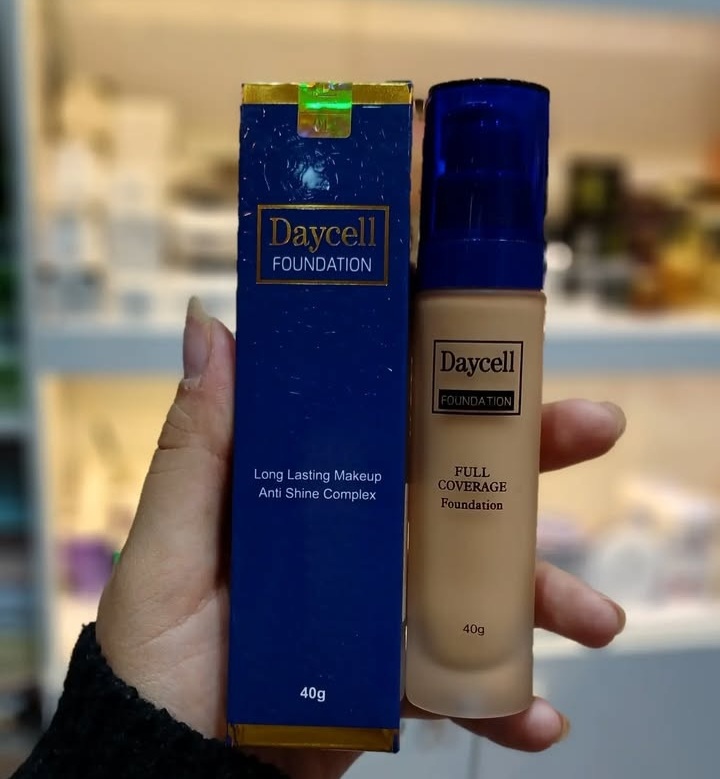 Daycell
FOUNDATION
Long Lasting Makeup
Anti Shine Complex
40g
Daycell
FOUNDATION
FULL
COVERAGE
Foundation
40g